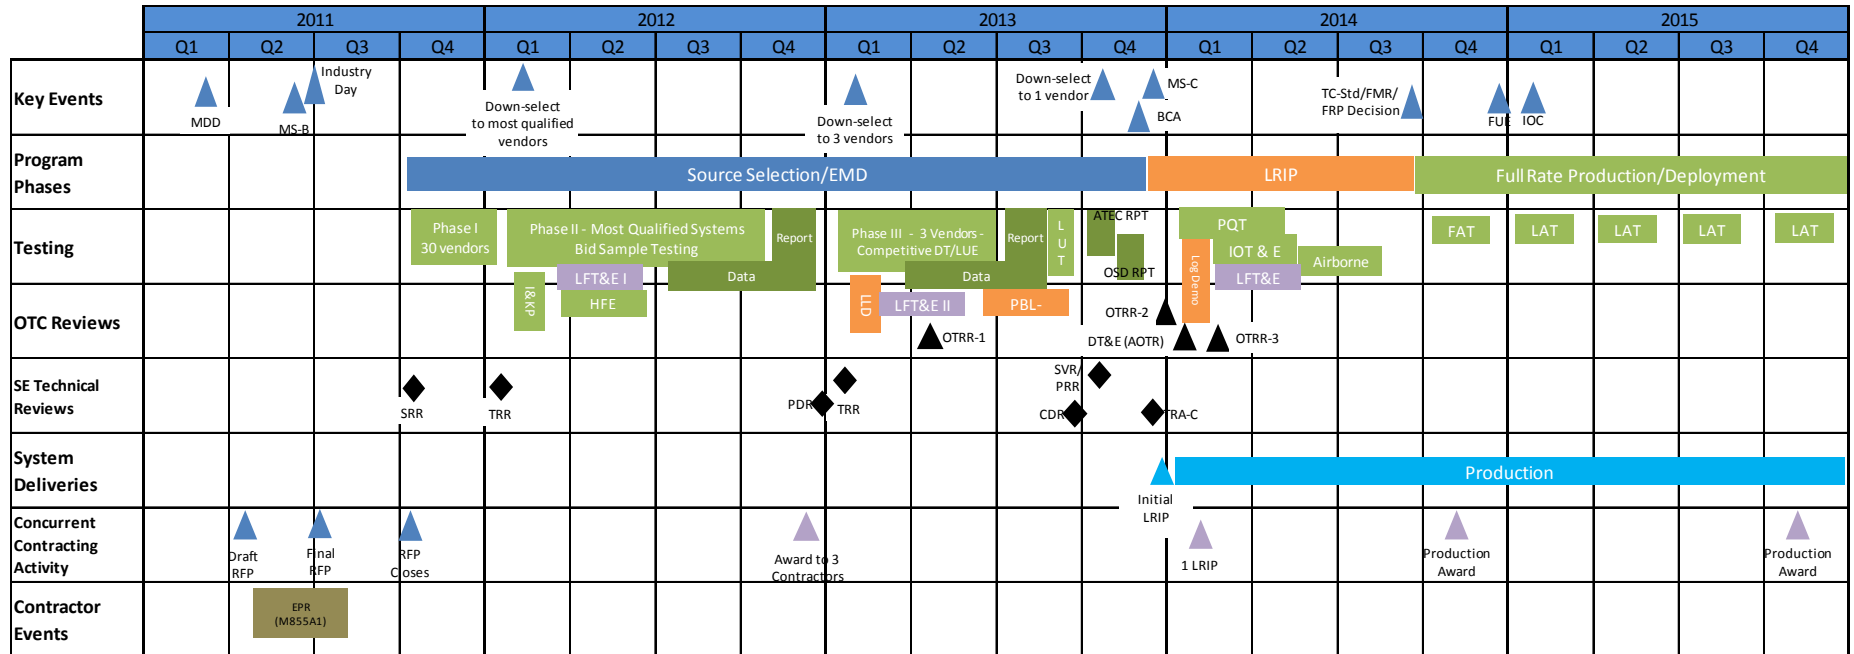 2011
2012
2013
2014
2015
Q1
Q2
Q3
Q4
Q1
Q2
Q3
Q4
Q1
Q2
Q3
Q4
Q1
Q2
Q3
Q4
Q1
Q2
Q3
Q4
Key Events
MDD
MS-B
Industry
Day
Down-select
to most qualified
vendors
Down-select
to 3 vendors
Down-select
to 1 vendor
MS-C
BCA
TC-Std/FMR/
FRP Decision
FUE
IOC
Program
Phases
Source Selection/EMD
LRIP
Full Rate Production/Deployment
Testing
Phase I
30 vendors
Phase II - Most Qualified Systems
Bid Sample Testing
Report
Phase III - 3 Vendors -
Competitive DT/LUE
Report
L
U
T
ATEC RPT
OSD RPT
PQT
IOT & E
Airborne
FAT
LAT
LAT
LAT
LAT
I&KP
LFT&E I
Data
HFE
Data
LLD
LFT&E II
PBL-
Log Demo
LFT&E
OTC Reviews
OTRR-1
OTRR-2
DT&E (AOTR)
OTRR-3
SE Technical
Reviews
SRR
TRR
PDR
TRR
SVR/
PRR
CDR
TRA-C
System
Deliveries
Initial
LRIP
Production
Concurrent
Contracting
Activity
Draft
RFP
Final
RFP
RFP
Closes
Award to 3
Contractors
1 LRIP
Production
Award
Production
Award
Contractor
Events
EPR
(M855A1)